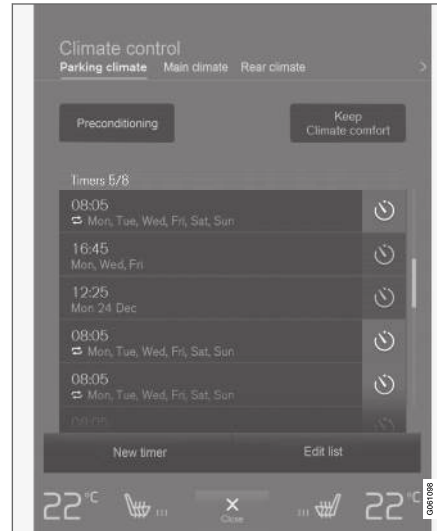 Climate control
Parking climate Main climate Rear climate >
Preconditioning
Keep
Climate comfort
Timers 5/8
08:05
Mon, Tue, Wed, Fri, Sat, Sun
16:45
Mon, Wed, Fri
12:25
Mon 24 Dec
08:05
Mon, Tue, Wed, Fri, Sat, Sun
08:05
Mon, Tue, Wed, Fri, Sat, Sun
08:05
New timer Edit list
22°C Close 22°C
G061098